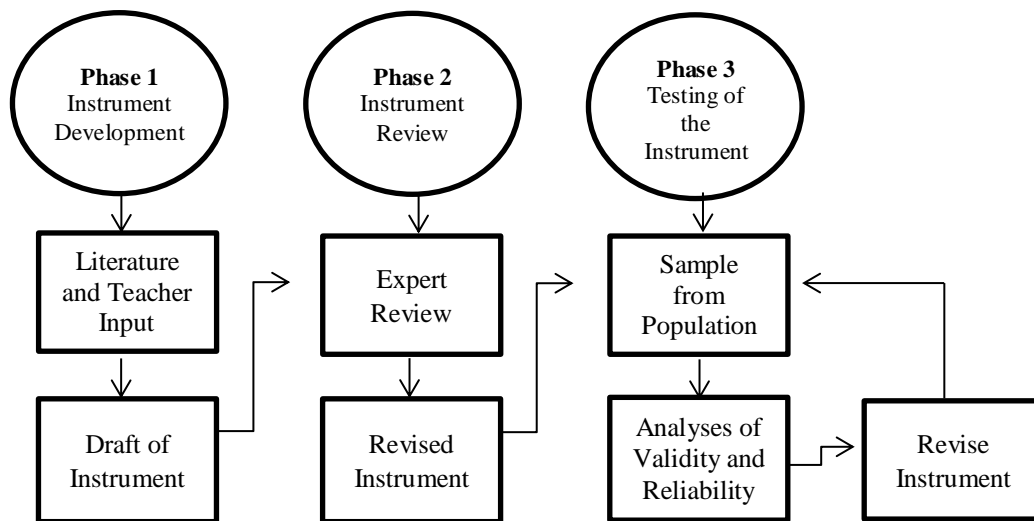 Phase 1
Instrument
Development
Phase 2
Instrument
Review
Phase 3
Testing of
the
Instrument
Literature
and Teacher
Input
Expert
Review
Sample
from
Population
Draft of
Instrument
Revised
Instrument
Analyses of
Validity and
Reliability
Revise
Instrument